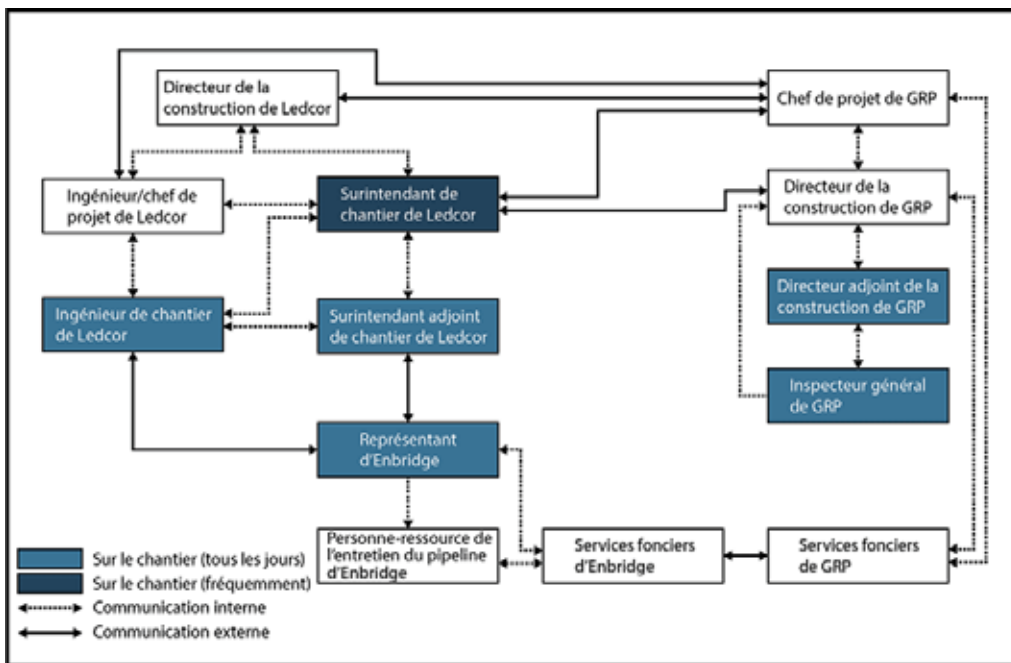 Directeur de la
construction de Ledcor
Chef de projet de GRP
Ingénieur/chef de
projet de Ledcor
Surintendant de
chantier de Ledcor
Directeur de la
construction de GRP
Ingénieur de chantier
de Ledcor
Surintendant adjoint
de chantier de Ledcor
Directeur adjoint de la
construction de GRP
Inspecteur général
de GRP
Représentant
d'Enbridge
Personne-ressource de
l'entretien du pipeline
d'Enbridge
Services fonciers
d'Enbridge
Services fonciers
de GRP
Sur le chantier (tous les jours)
Sur le chantier (fréquemment)
Communication interne
Communication externe